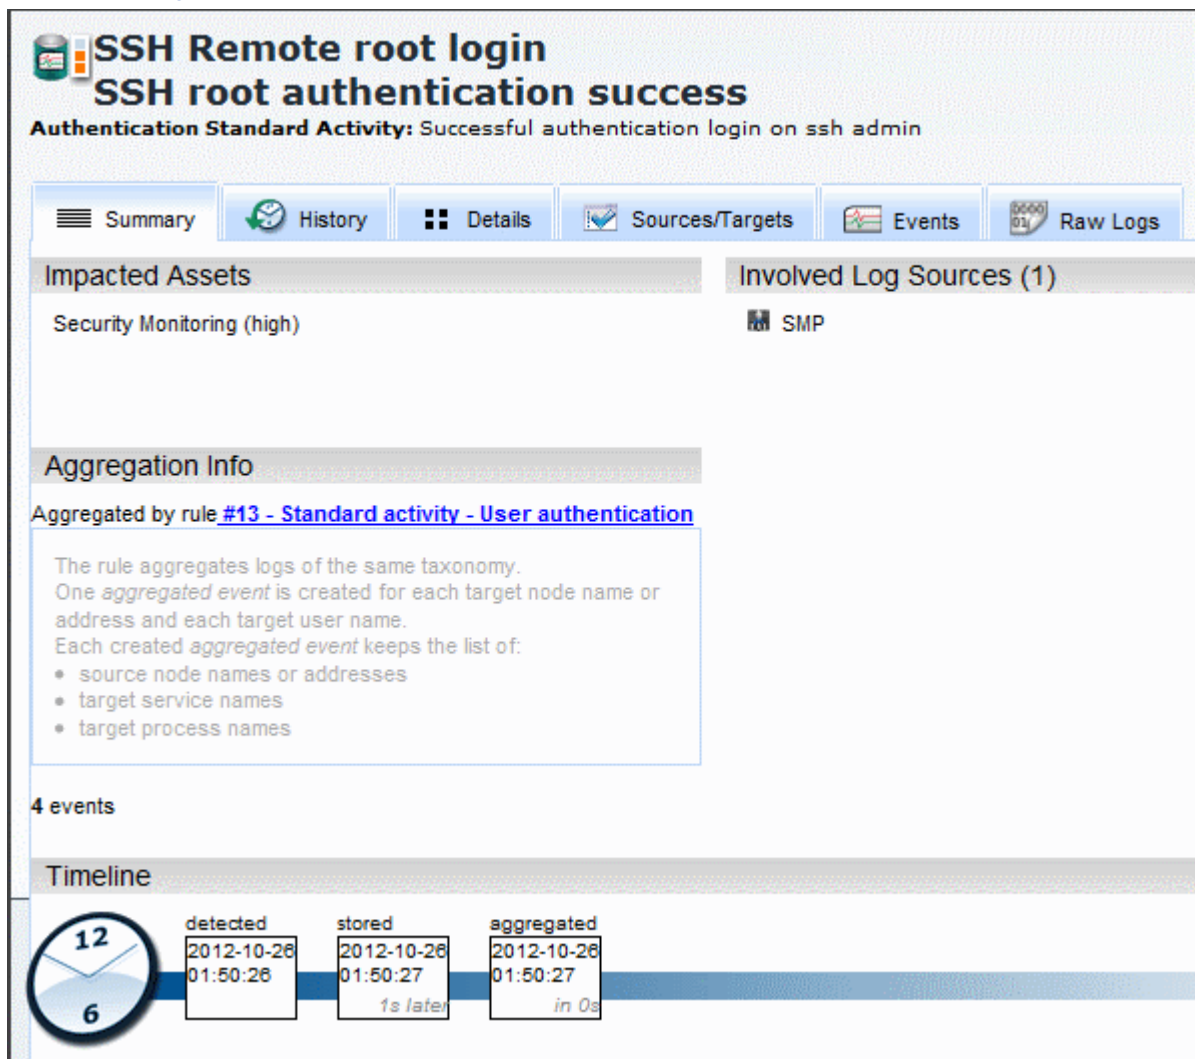 SSH Remote root login
SSH root authentication success
Authentication Standard Activity: Successful authentication login on ssh admin
Summary
History
Details
Sources/Targets
Events
Raw Logs
Impacted Assets
Involved Log Sources (1)
Security Monitoring (high)
SMP
Aggregation Info
Aggregated by rule #13 - Standard activity - User authentication
The rule aggregates logs of the same taxonomy.
One aggregated event is created for each target node name or
address and each target user name.
Each created aggregated event keeps the list of:
• source node names or addresses
• target service names
• target process names
4 events
Timeline
12
6
detected
2012-10-26
01:50:26
stored
2012-10-26
01:50:27
1s later
aggregated
2012-10-26
01:50:27
in 0s